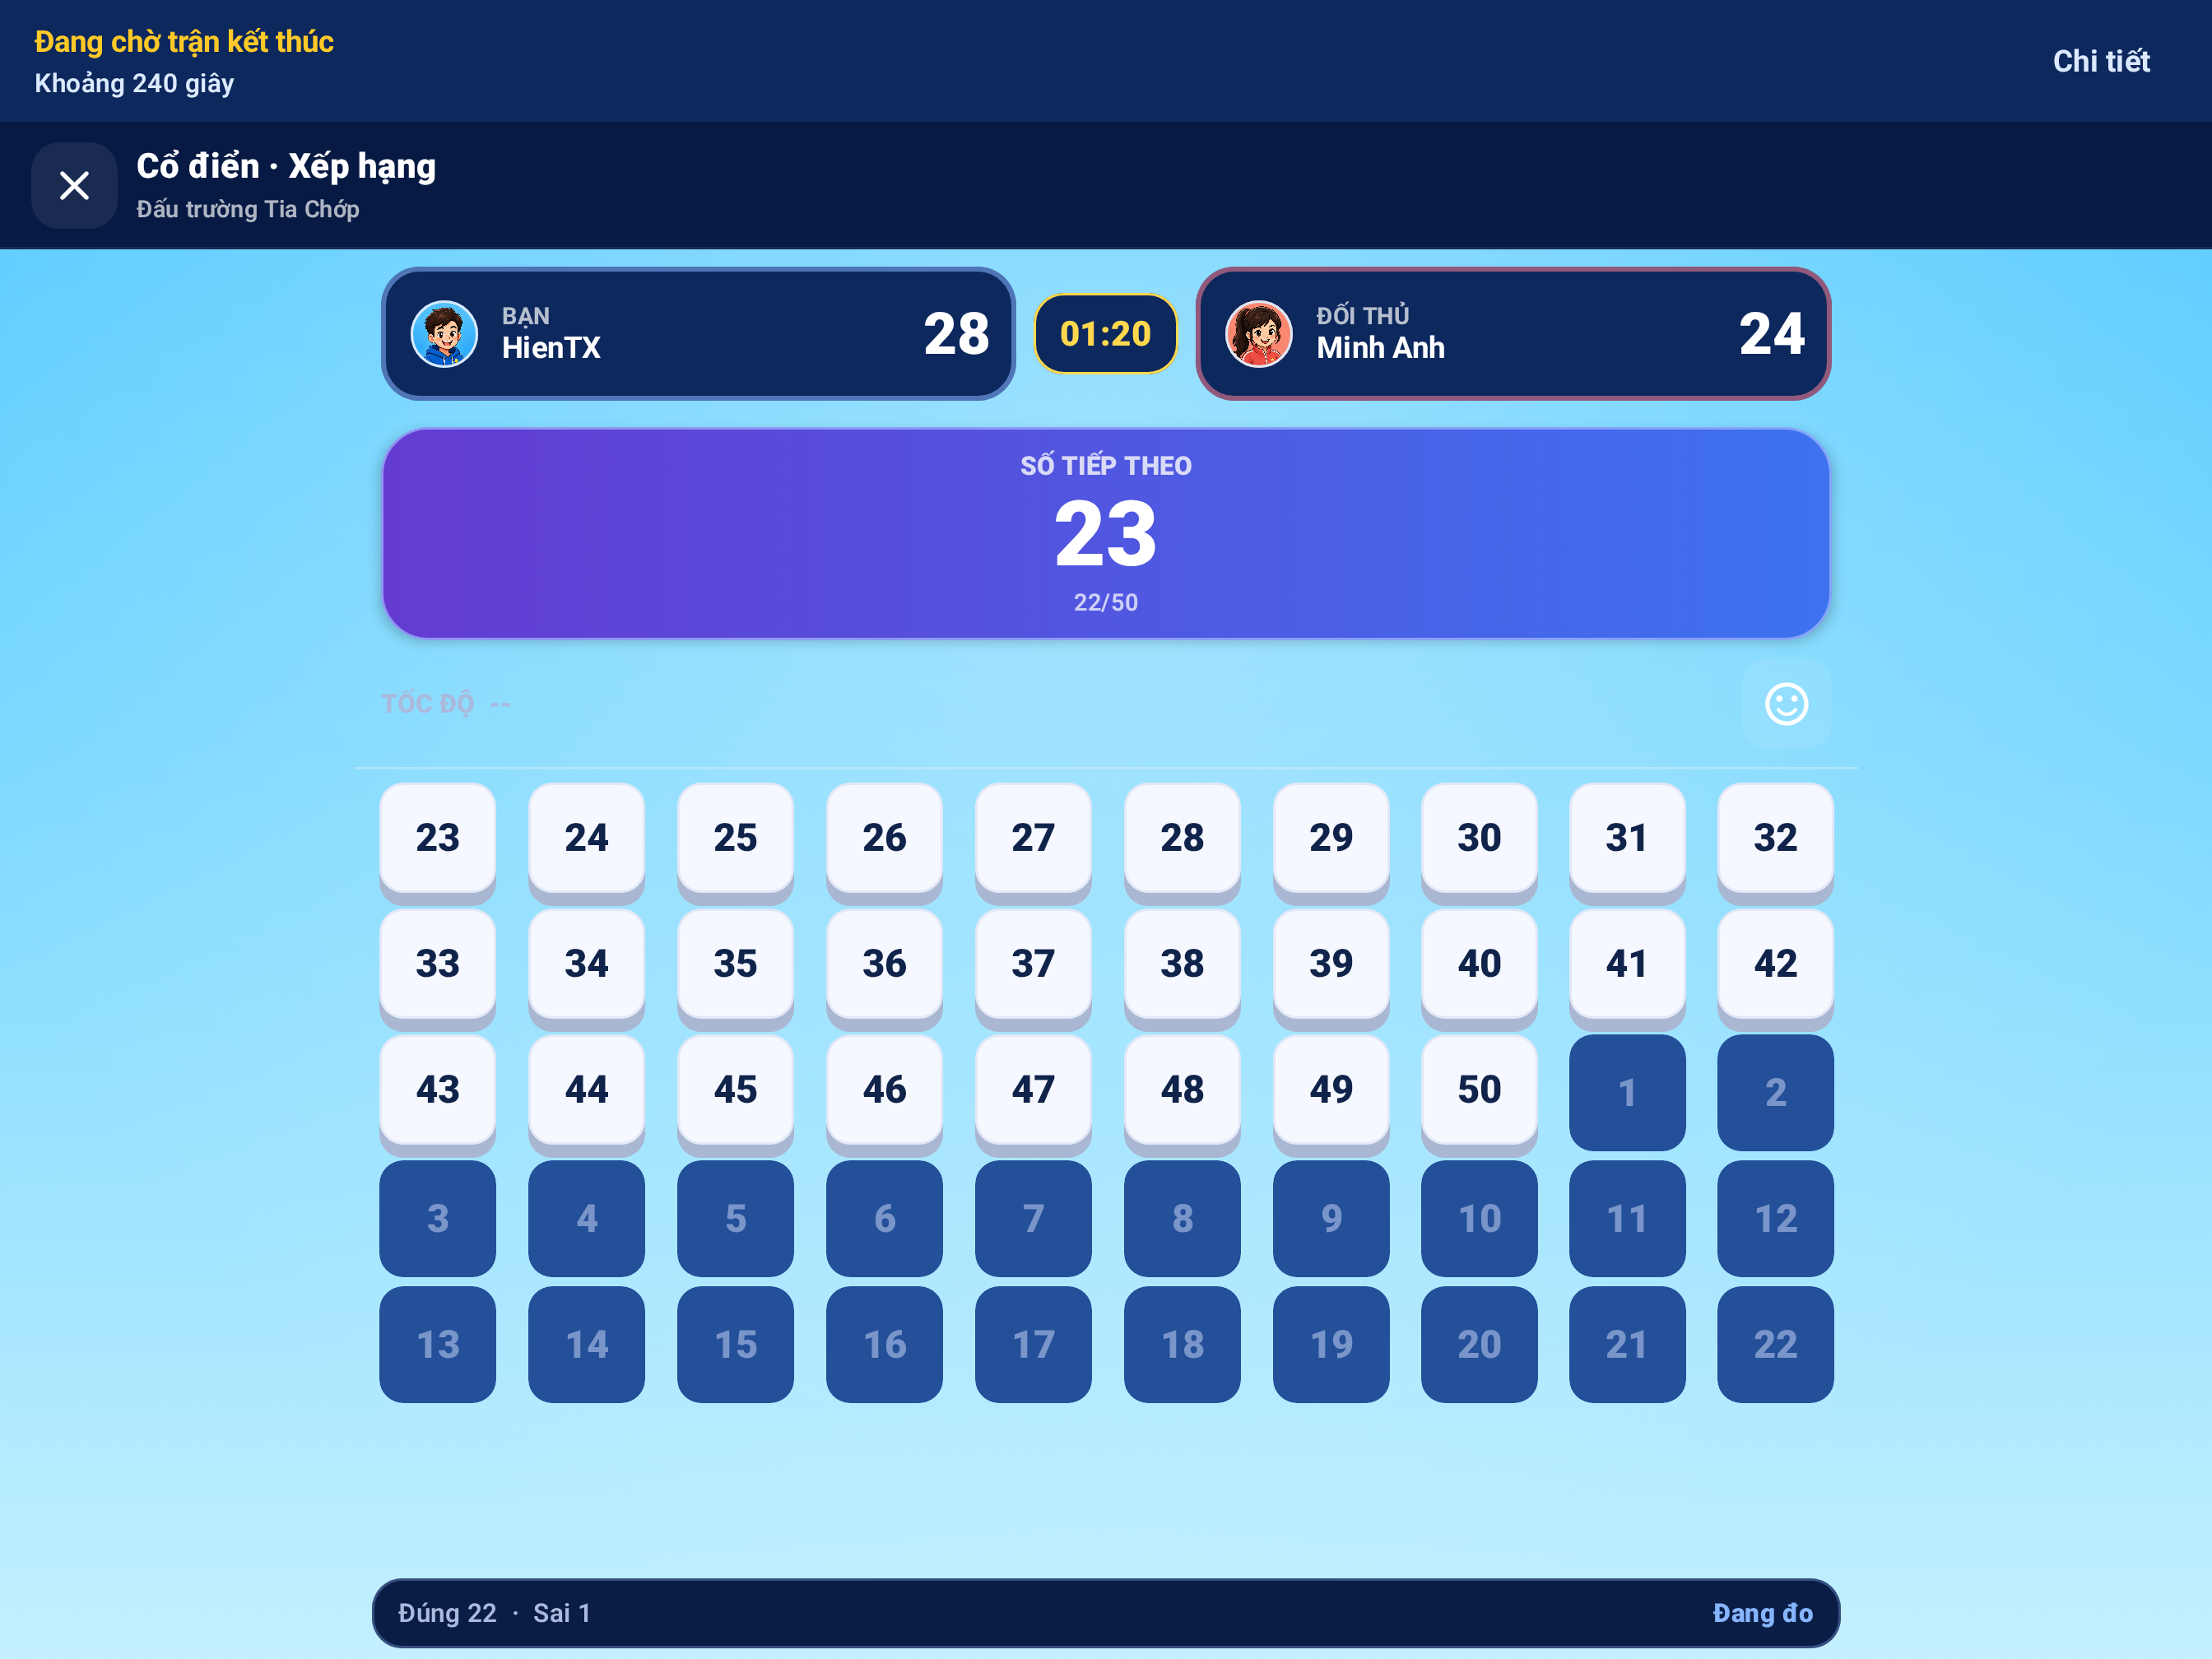 Đang chờ trận kết thúc
Khoảng 240 giây
Chi tiết
Cổ điển · Xếp hạng
Đấu trường Tia Chớp
BẠN
HienTX
28
01:20
ĐỐI THỦ
Minh Anh
24
SỐ TIẾP THEO
23
22/50
TỐC ĐỘ --
23 24 25 26 27 28 29 30 31 32
33 34 35 36 37 38 39 40 41 42
43 44 45 46 47 48 49 50 1 2
3 4 5 6 7 8 9 10 11 12
13 14 15 16 17 18 19 20 21 22
Đúng 22 · Sai 1
Đang đo